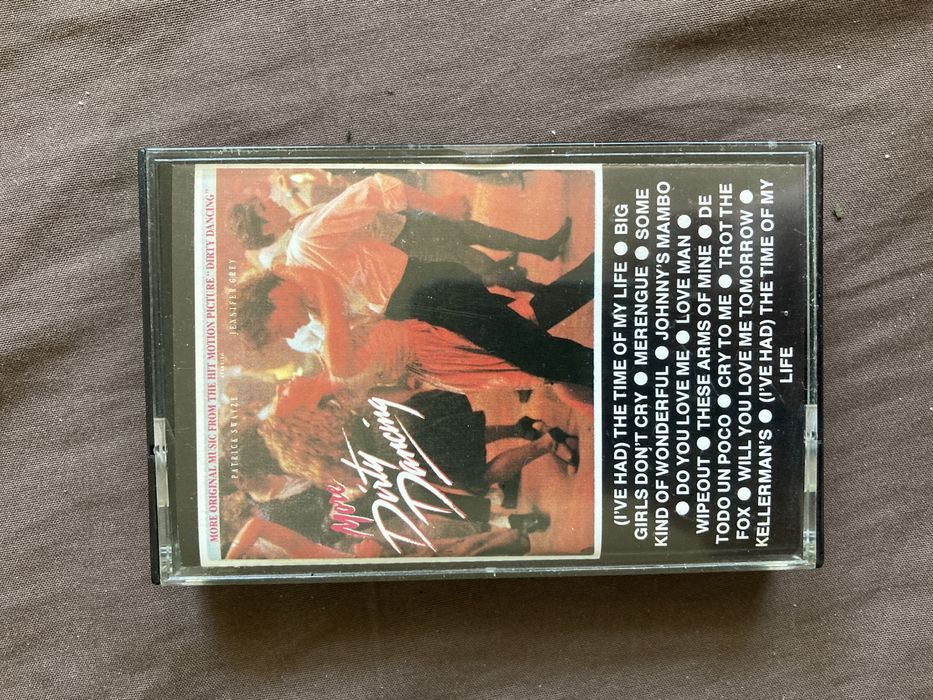 MORE ORIGINAL MUSIC FROM THE HIT MOTION PICTURE "DIRTY DANCING"
PATRICK SWAYZE JENNIFER GREY
More
Dirty
Dancing
(I'VE HAD) THE TIME OF MY LIFE ● BIG
GIRLS DON'T CRY ● MERENGUE ● SOME
KIND OF WONDERFUL ● JOHNNY'S MAMBO
● DO YOU LOVE ME ● LOVE MAN ●
WIPEOUT ● THESE ARMS OF MINE ● DE
TODO UN POCO ● CRY TO ME ● TROT THE
FOX ● WILL YOU LOVE ME TOMORROW ●
KELLERMAN'S ● (I'VE HAD) THE TIME OF MY
LIFE